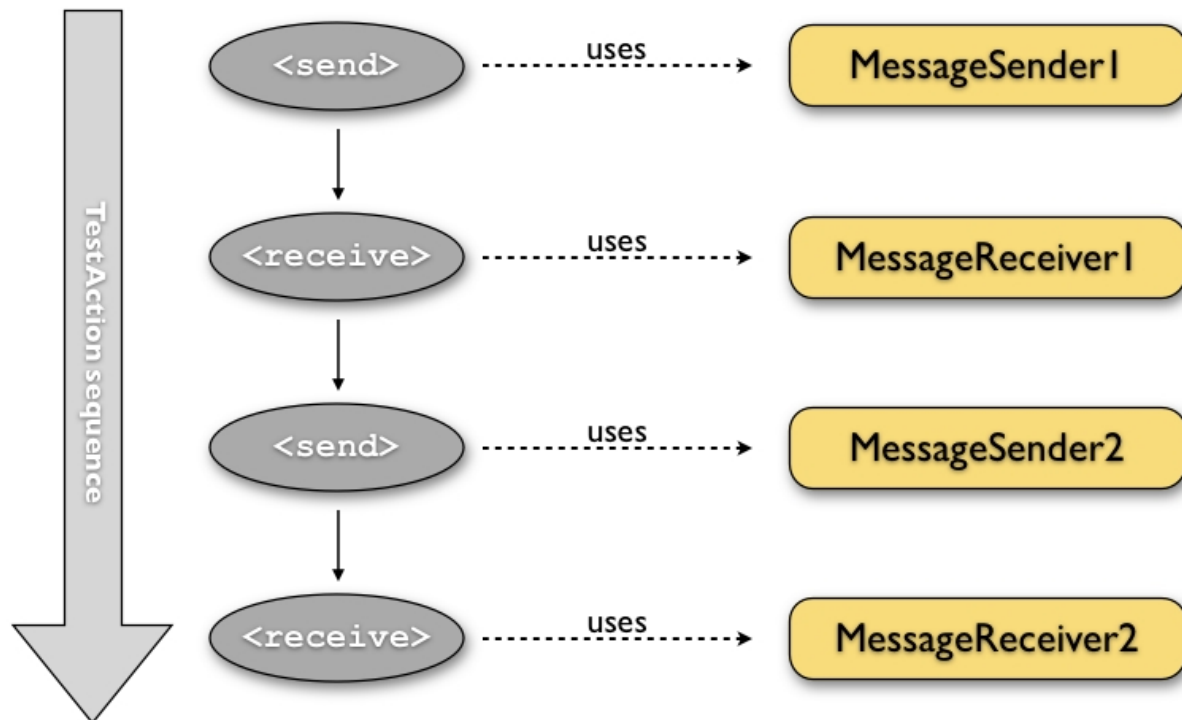 <send>
uses
MessageSender1
<receive>
uses
MessageReceiver1
TestAction sequence
<send>
uses
MessageSender2
<receive>
uses
MessageReceiver2